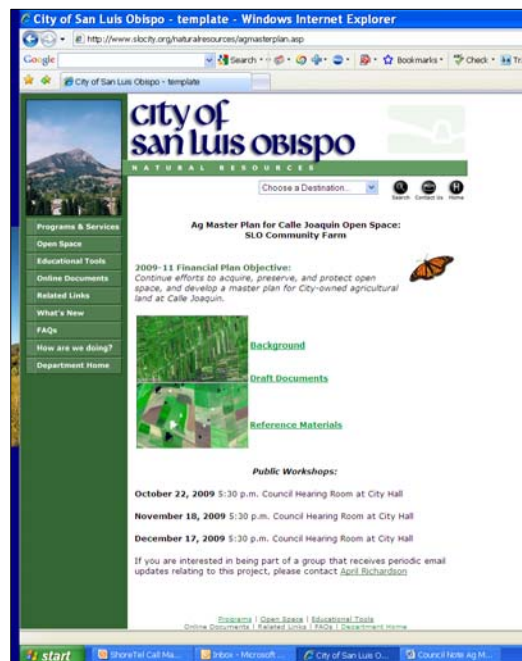 City of San Luis Obispo - template - Windows Internet Explorer
http://www.slocity.org/naturalresources/agmasterplan.asp
Google
Search
Bookmarks
Check
City of San Luis Obispo - template
city of
san luis obispo
NATURAL RESOURCES
Choose a Destination...
Search Contact Us Home
Programs & Services
Open Space
Educational Tools
Online Documents
Related Links
What's New
FAQs
How are we doing?
Department Home
Ag Master Plan for Calle Joaquin Open Space:
SLO Community Farm
2009-11 Financial Plan Objective:
Continue efforts to acquire, preserve, and protect open
space, and develop a master plan for City-owned agricultural
land at Calle Joaquin.
Background
Draft Documents
Reference Materials
Public Workshops:
October 22, 2009 5:30 p.m. Council Hearing Room at City Hall
November 18, 2009 5:30 p.m. Council Hearing Room at City Hall
December 17, 2009 5:30 p.m. Council Hearing Room at City Hall
If you are interested in being part of a group that receives periodic email
updates relating to this project, please contact April Richardson
Programs | Open Space | Educational Tools
Online Documents | Related Links | FAQs | Department Home
start
ShoreTel Call Ma...
Inbox - Microsoft ...
City of San Luis O...
Council Note Ag M...